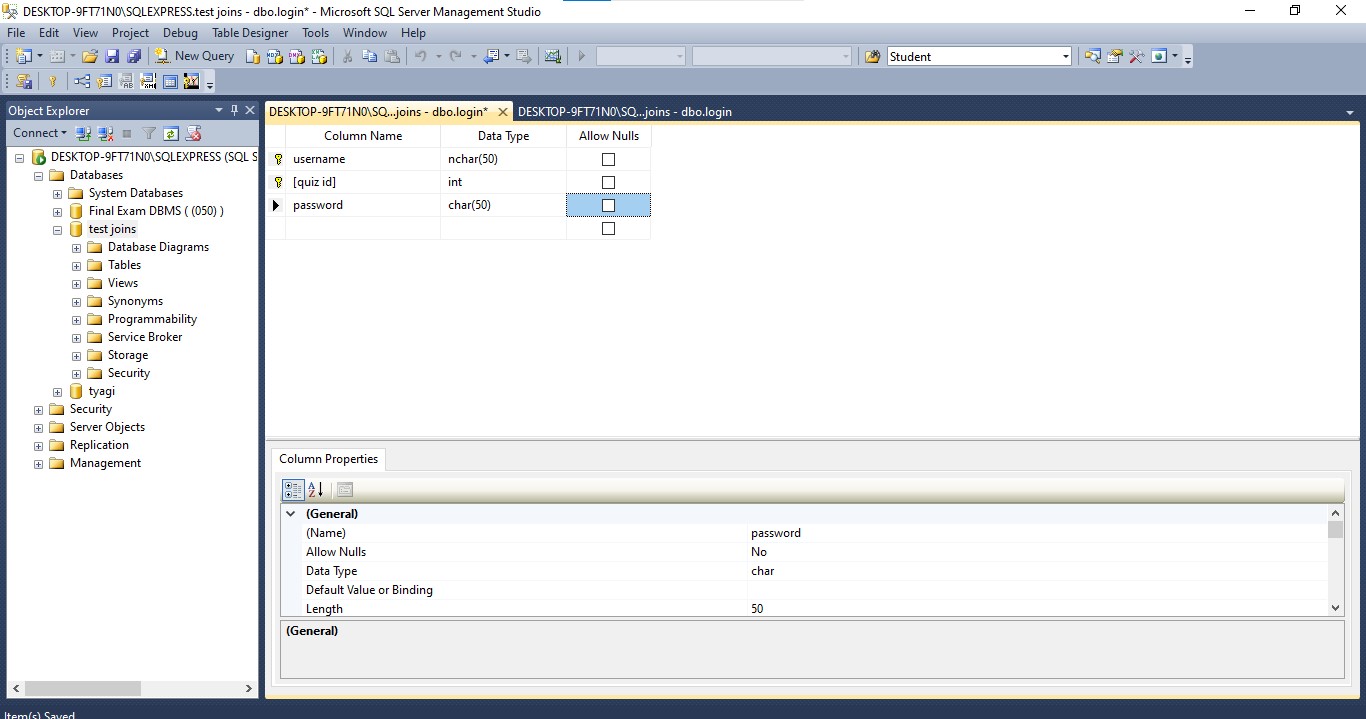 DESKTOP-9FT71N0\SQLEXPRESS.test joins - dbo.login* - Microsoft SQL Server Management Studio
File Edit View Project Debug Table Designer Tools Window Help
New Query Student
Object Explorer
Connect
DESKTOP-9FT71N0\SQLEXPRESS (SQL S
Databases
System Databases
Final Exam DBMS ( (050) )
test joins
Database Diagrams
Tables
Views
Synonyms
Programmability
Service Broker
Storage
Security
tyagi
Security
Server Objects
Replication
Management
DESKTOP-9FT71N0\SQ...joins - dbo.login* DESKTOP-9FT71N0\SQ...joins - dbo.login
Column Name Data Type Allow Nulls
username nchar(50)
[quiz id] int
password char(50)
Column Properties
(General)
(Name) password
Allow Nulls No
Data Type char
Default Value or Binding
Length 50
(General)
Item(s) Saved